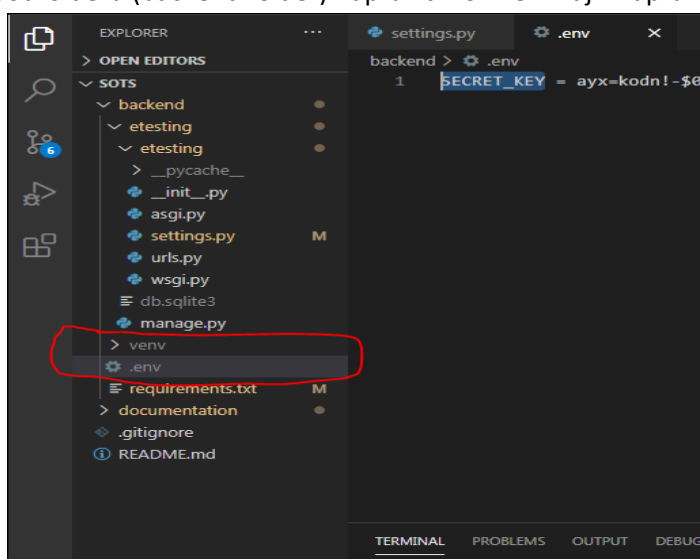 EXPLORER
settings.py
.env
OPEN EDITORS
backend > .env
SOTS
1 SECRET_KEY = ayx=kodn!-$0
backend
etesting
etesting
__pycache__
__init__.py
asgi.py
settings.py M
6
urls.py
wsgi.py
db.sqlite3
manage.py
venv
.env
requirements.txt M
documentation
.gitignore
README.md
TERMINAL PROBLEMS OUTPUT DEBUG